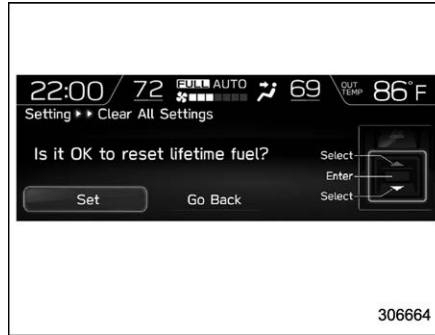 22:00 72 FULL AUTO 69 OUT TEMP 86°F
Setting ▸▸ Clear All Settings
Is it OK to reset lifetime fuel?
Select
Enter
Select
Set Go Back
306664